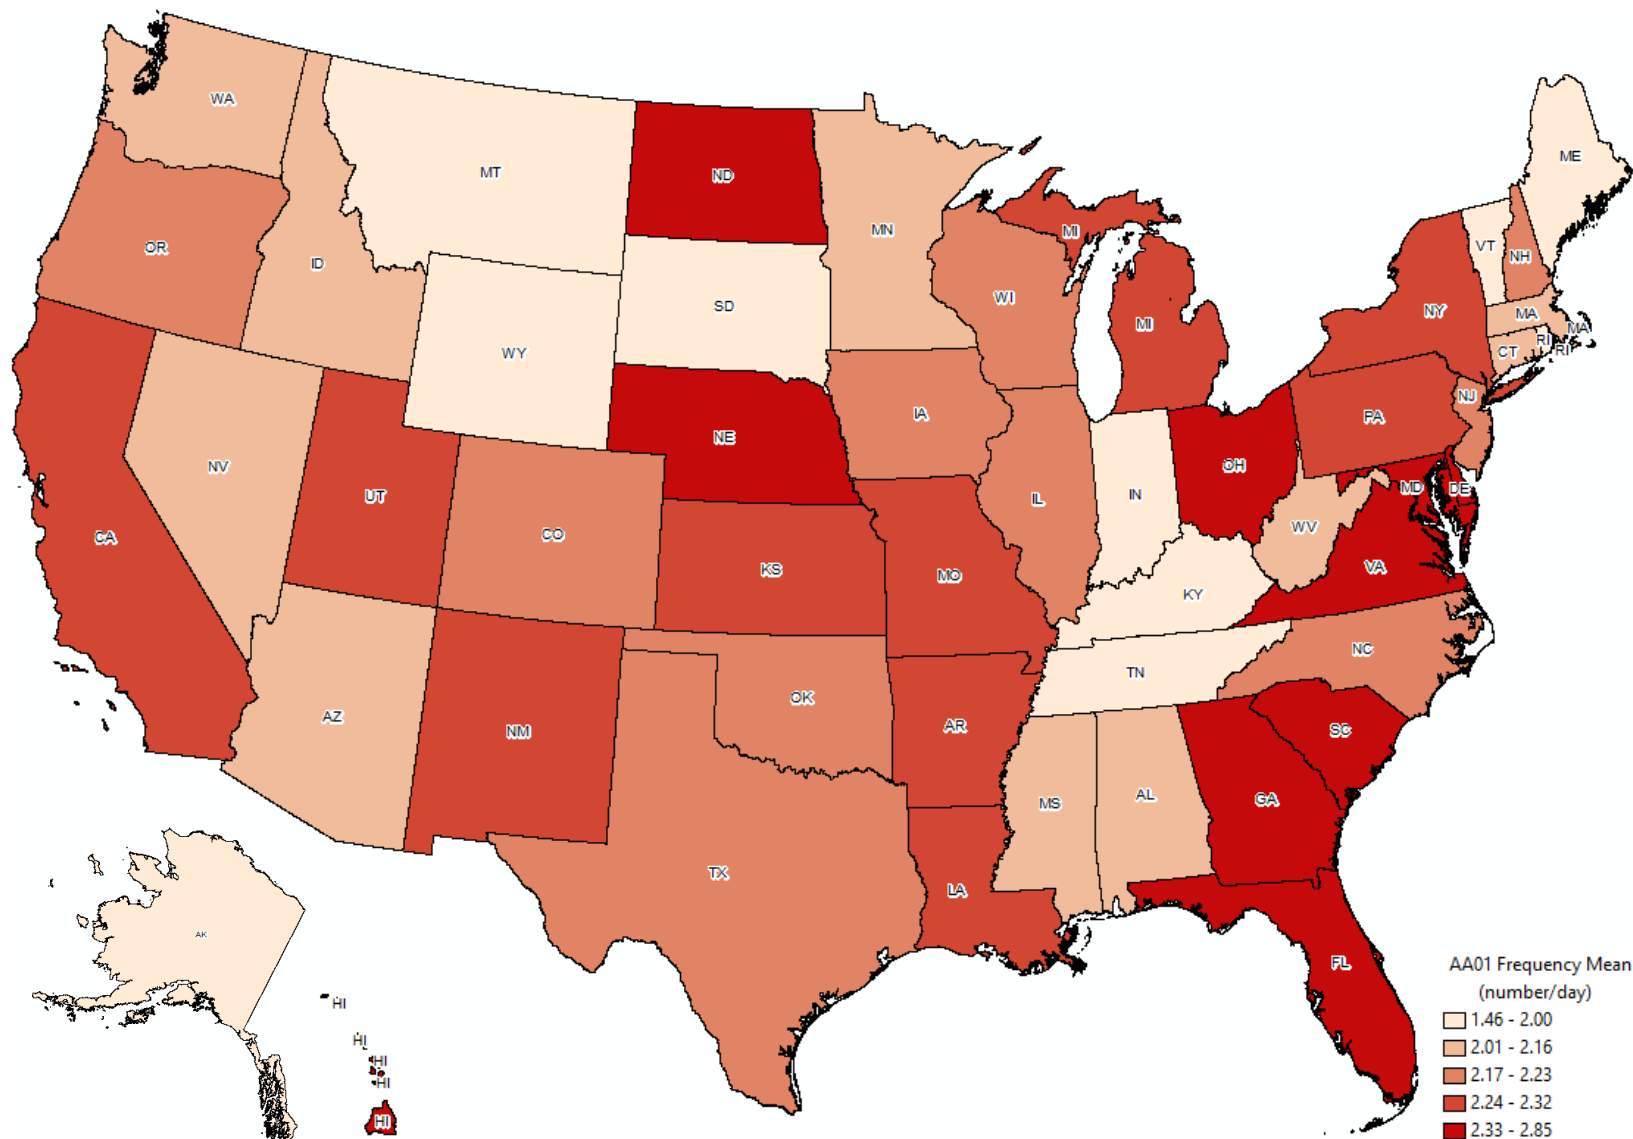 WA
ME
MT
ND
MN
MI
VT
OR
NH
ID
SD
WI
NY
MA
MI
MA
RI
RI
CT
WY
NJ
IA
PA
NE
NV
OH
UT
IN
IL
MD
DE
WV
CO
CA
KS
MO
VA
KY
NC
TN
OK
AZ
NM
AR
SC
MS
AL
GA
TX
LA
AK
FL
HI
HI
HI
HI
HI
AA01 Frequency Mean
(number/day)
1.46 - 2.00
2.01 - 2.16
2.17 - 2.23
2.24 - 2.32
2.33 - 2.85